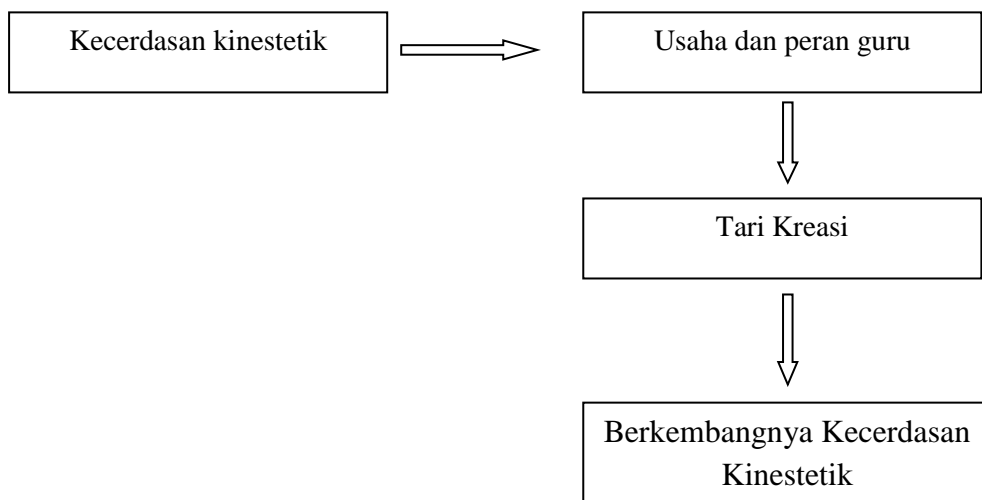 Kecerdasan kinestetik
Usaha dan peran guru
Tari Kreasi
Berkembangnya Kecerdasan
Kinestetik